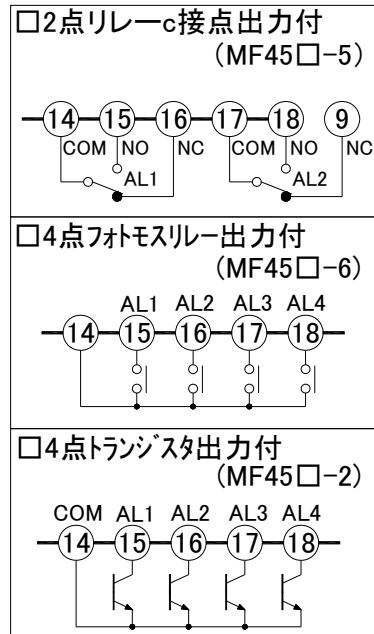 □2点リレーc接点出力付
(MF45□-5)
14 15 16 17 18 9
COM NO NC COM NO NC
AL1 AL2
□4点フォトモスリレー出力付
(MF45□-6)
AL1 AL2 AL3 AL4
14 15 16 17 18
□4点トランジスタ出力付
(MF45□-2)
COM AL1 AL2 AL3 AL4
14 15 16 17 18